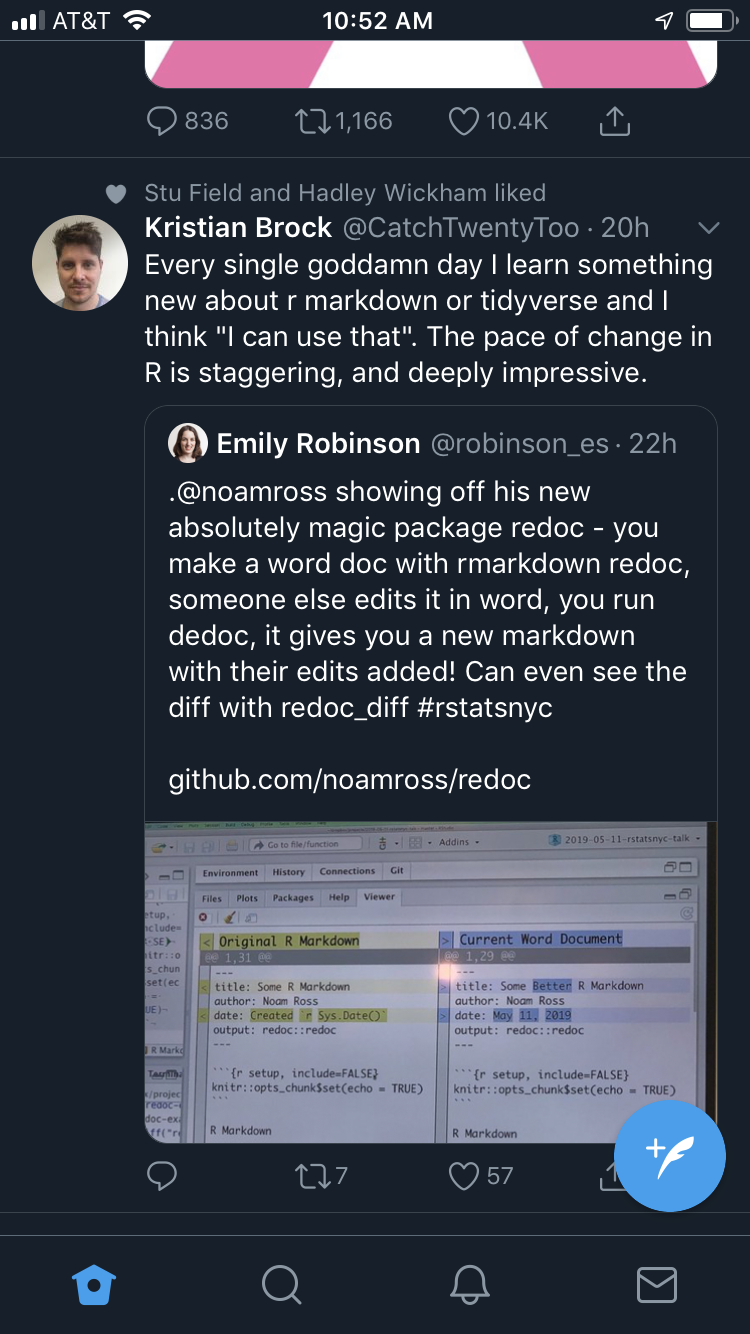 AT&T 10:52 AM
836 1,166 10.4K
Stu Field and Hadley Wickham liked
Kristian Brock @CatchTwentyToo · 20h
Every single goddamn day I learn something
new about r markdown or tidyverse and I
think "I can use that". The pace of change in
R is staggering, and deeply impressive.
Emily Robinson @robinson_es · 22h
.@noamross showing off his new
absolutely magic package redoc - you
make a word doc with rmarkdown redoc,
someone else edits it in word, you run
dedoc, it gives you a new markdown
with their edits added! Can even see the
diff with redoc_diff #rstatsnyc
github.com/noamross/redoc
Go to file/function Addins 2019-05-11-rstatsnyc-talk
Environment History Connections Git
Files Plots Packages Help Viewer
< Original R Markdown > Current Word Document
@@ 1,31 @@ @@ 1,29 @@
--- ---
< title: Some R Markdown > title: Some Better R Markdown
author: Noam Ross author: Noam Ross
< date: Created `r Sys.Date()` > date: May 11, 2019
output: redoc::redoc output: redoc::redoc
--- ---
```{r setup, include=FALSE} ```{r setup, include=FALSE}
knitr::opts_chunk$set(echo = TRUE) knitr::opts_chunk$set(echo = TRUE)
``` ```
R Markdown R Markdown
7 57